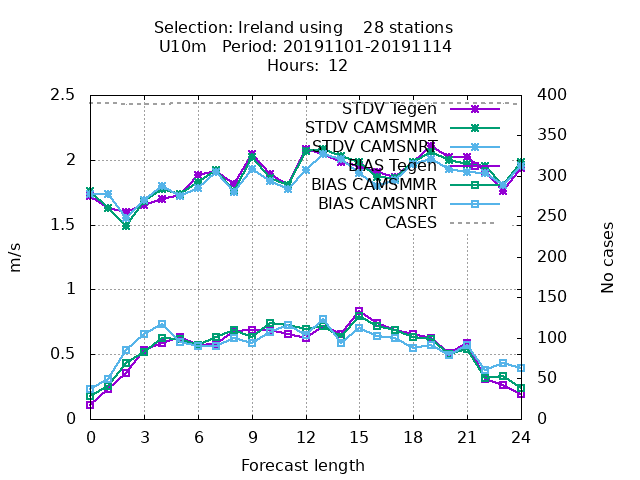 Selection: Ireland using    28 stations
U10m   Period: 20191101-20191114
Hours: 12
2.5
2
1.5
1
0.5
0
m/s
400
350
300
250
200
150
100
50
0
No cases
STDV Tegen
STDV CAMSMMR
STDV CAMSNRT
BIAS Tegen
BIAS CAMSMMR
BIAS CAMSNRT
CASES
0 3 6 9 12 15 18 21 24
Forecast length